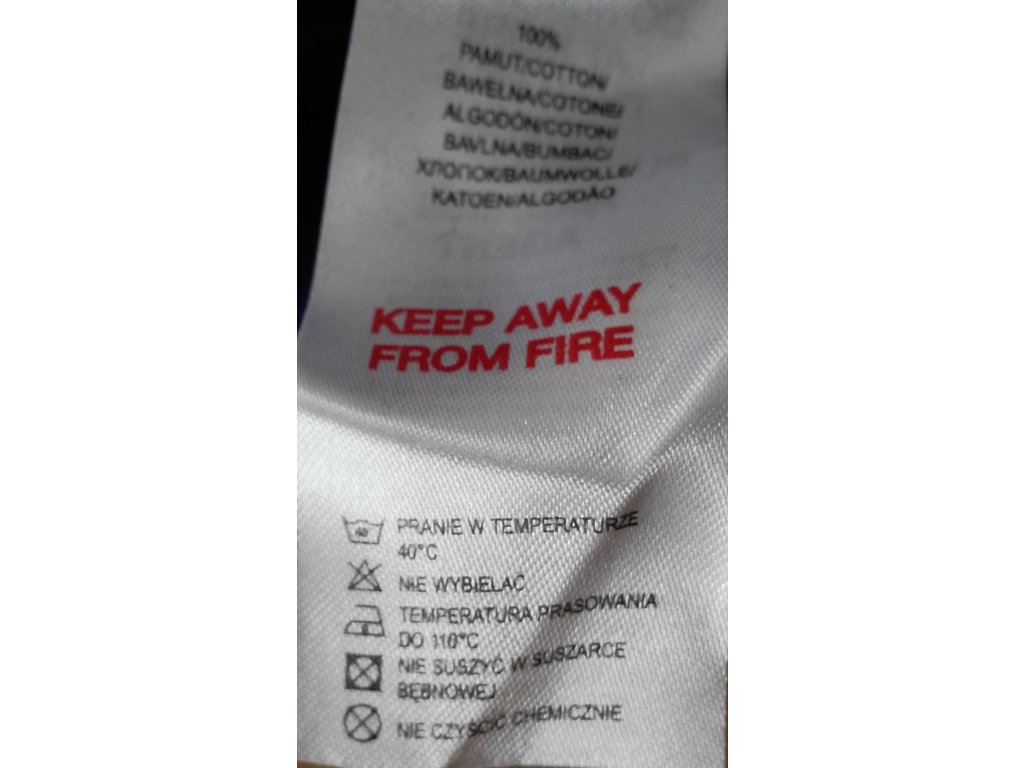 100%
PAMUT/COTTON/
BAWEŁNA/COTONE/
ALGODÓN/COTON/
BAVLNA/BUMBAC/
ХЛОПОК/BAUMWOLLE/
KATOEN/ALGODÃO
KEEP AWAY
FROM FIRE
40
PRANIE W TEMPERATURZE
40°C
NIE WYBIELAĆ
TEMPERATURA PRASOWANIA
DO 110°C
NIE SUSZYĆ W SUSZARCE
BĘBNOWEJ
NIE CZYŚCIĆ CHEMICZNIE